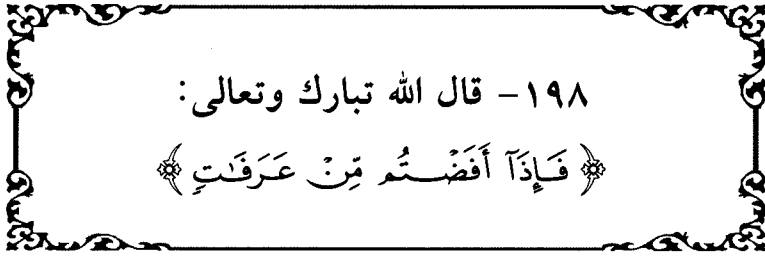 ١٩٨- قال الله تبارك وتعالى:
﴿ فَإِذَآ أَفَضْتُم مِّنْ عَرَفَٰتٍ ﴾